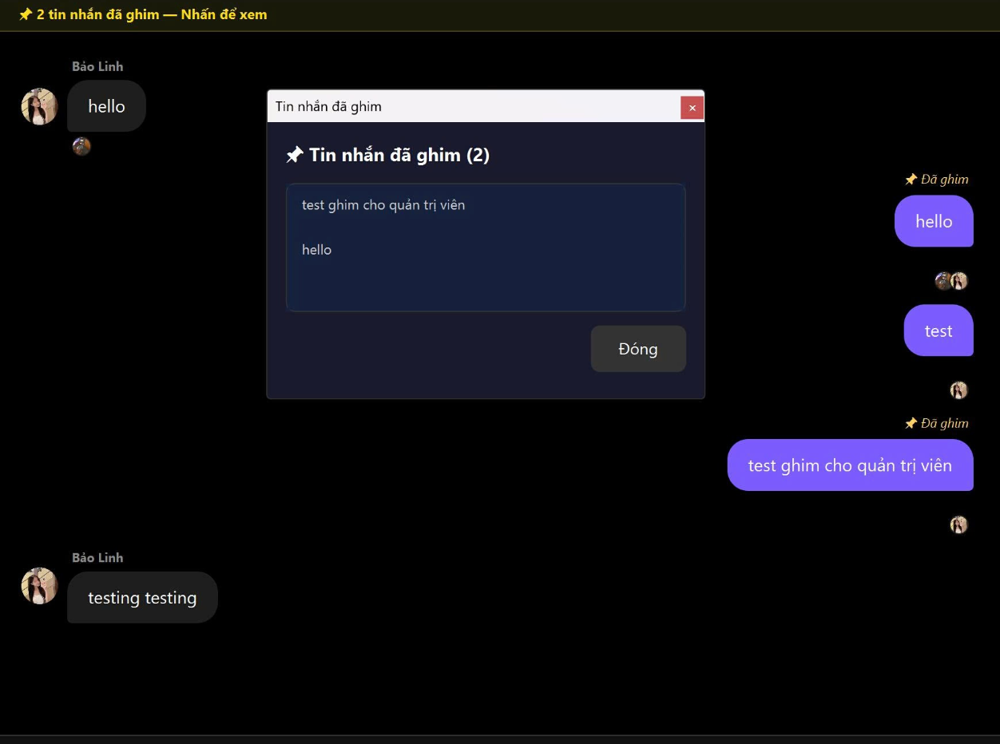 📌 2 tin nhắn đã ghim — Nhấn để xem
Bảo Linh
hello
Tin nhắn đã ghim
×
📌 Tin nhắn đã ghim (2)
test ghim cho quản trị viên
hello
Đóng
📌 Đã ghim
hello
test
📌 Đã ghim
test ghim cho quản trị viên
Bảo Linh
testing testing